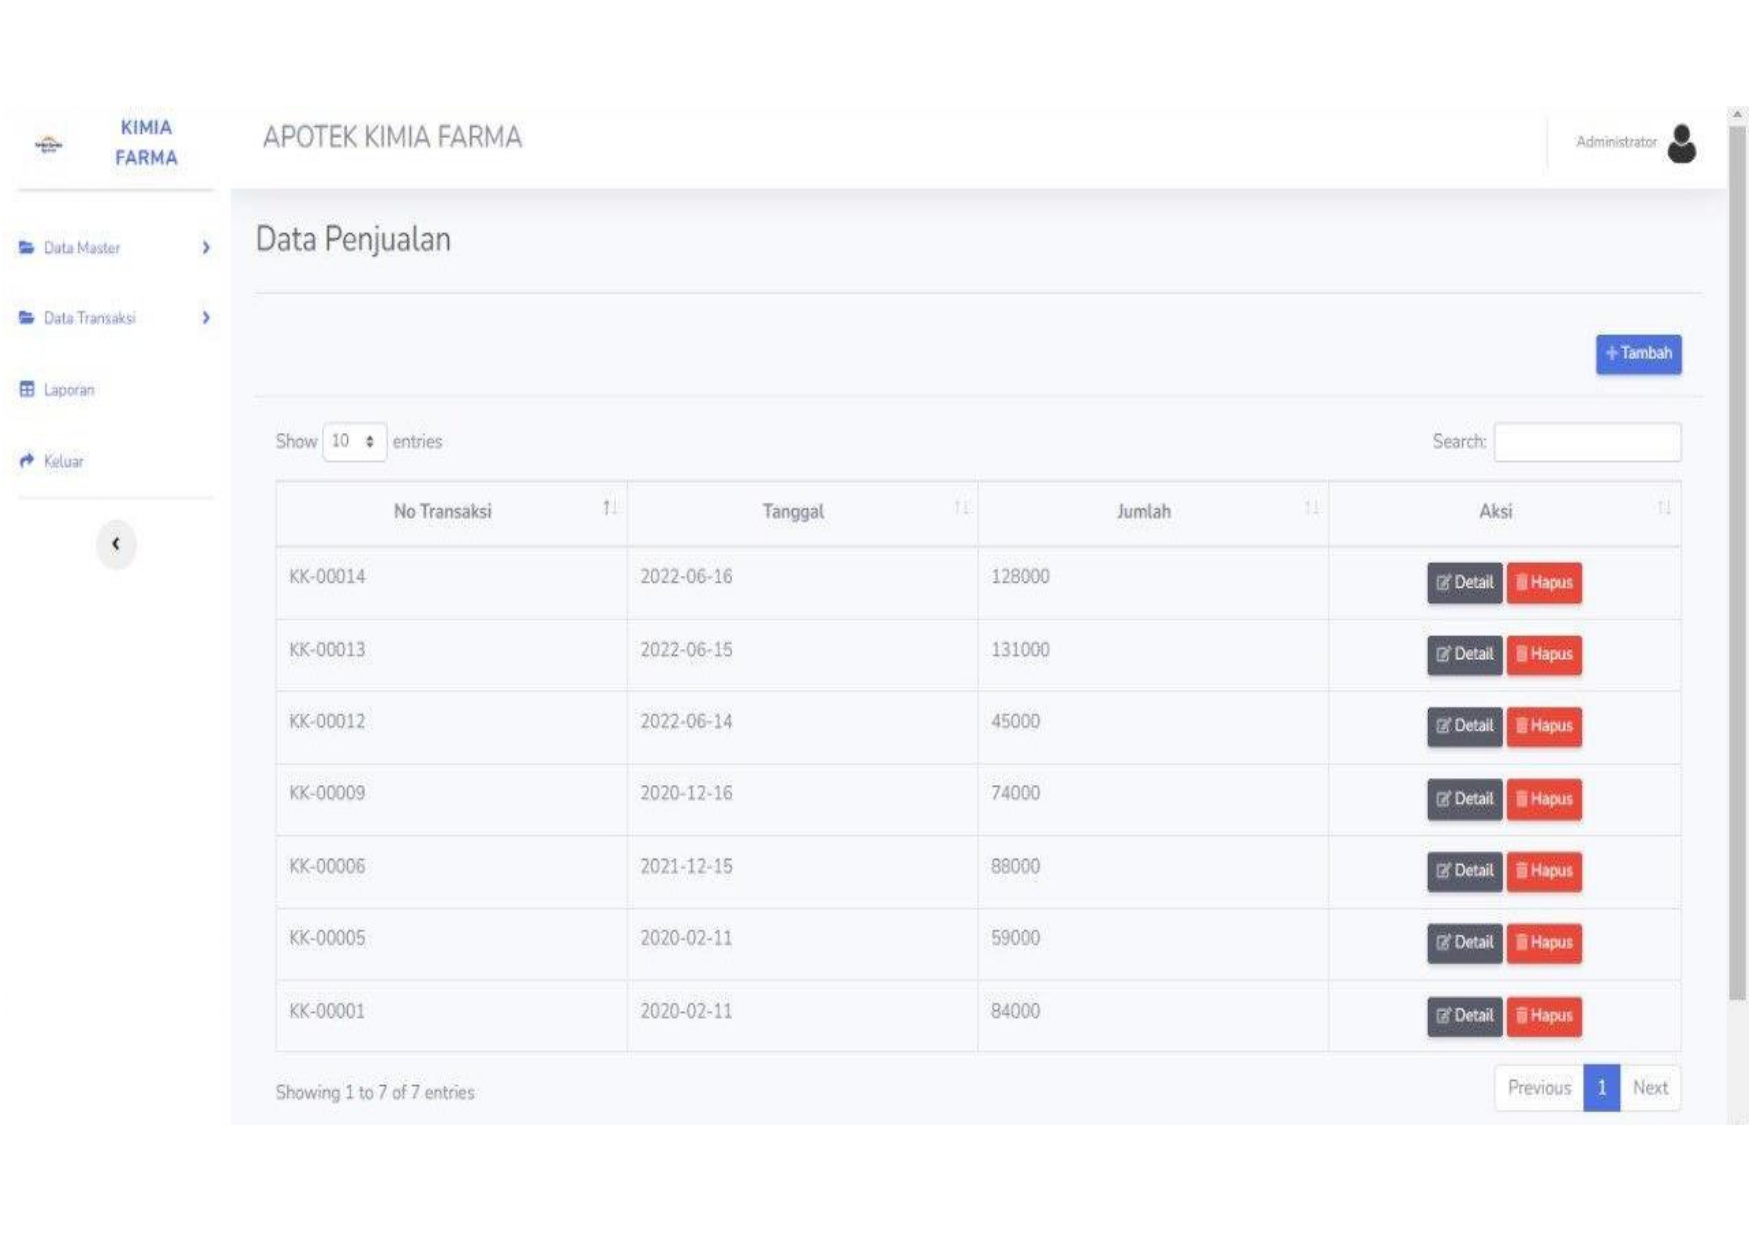 KIMIA
FARMA
APOTEK KIMIA FARMA
Administrator
Data Master
Data Transaksi
Laporan
Keluar
Data Penjualan
+ Tambah
Show 10 entries
Search:
No Transaksi Tanggal Jumlah Aksi
KK-00014 2022-06-16 128000 Detail Hapus
KK-00013 2022-06-15 131000 Detail Hapus
KK-00012 2022-06-14 45000 Detail Hapus
KK-00009 2020-12-16 74000 Detail Hapus
KK-00006 2021-12-15 88000 Detail Hapus
KK-00005 2020-02-11 59000 Detail Hapus
KK-00001 2020-02-11 84000 Detail Hapus
Showing 1 to 7 of 7 entries
Previous 1 Next